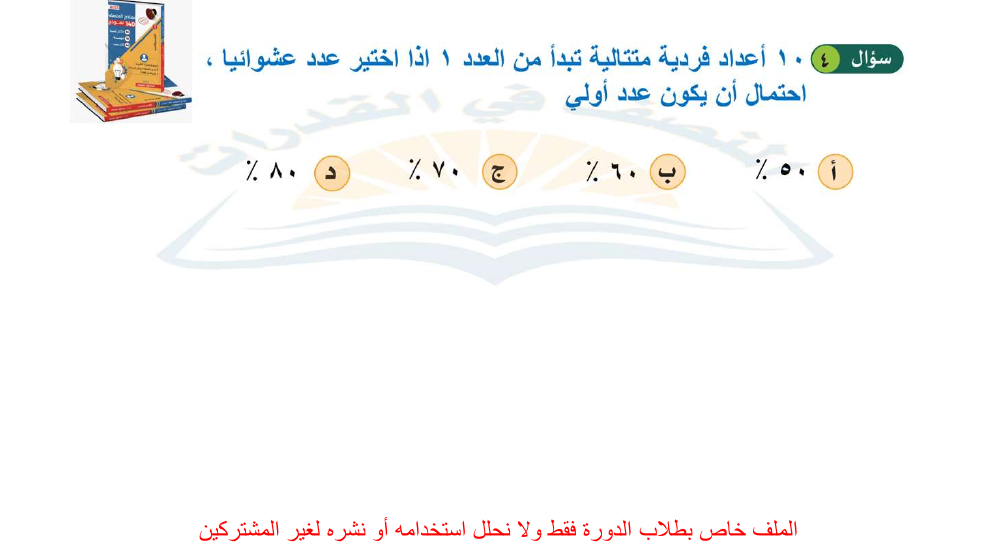 سؤال ٤ ١٠ أعداد فردية متتالية تبدأ من العدد ١ اذا اختير عدد عشوائيا ،
احتمال أن يكون عدد أولي
أ ٥٠ ٪ ب ٦٠ ٪ ج ٧٠ ٪ د ٨٠ ٪
الملف خاص بطلاب الدورة فقط ولا نحلل استخدامه أو نشره لغير المشتركين